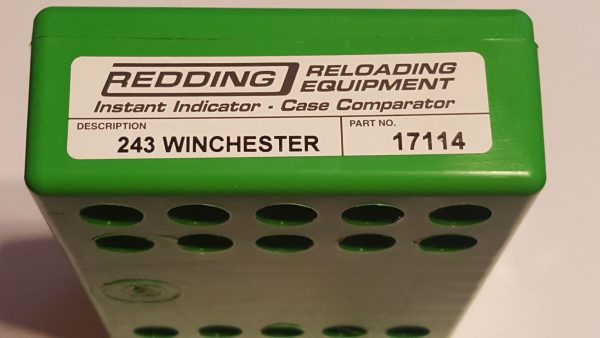 REDDING RELOADING EQUIPMENT
Instant Indicator - Case Comparator
DESCRIPTION PART NO.
243 WINCHESTER 17114